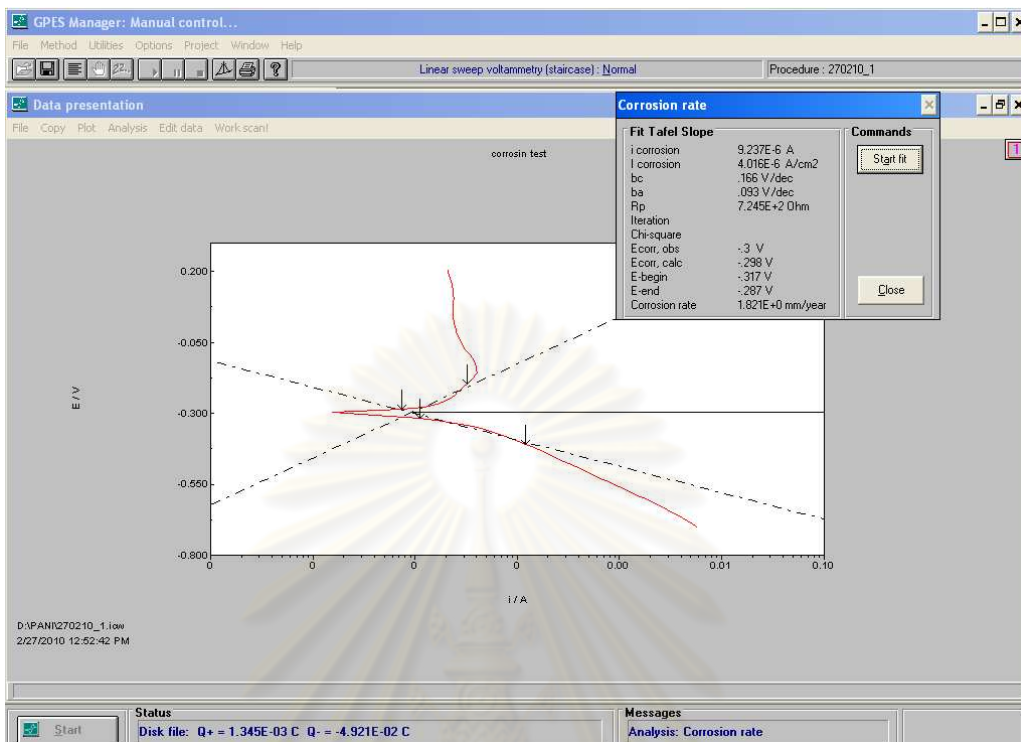 GPES Manager: Manual control...
File Method Utilities Options Project Window Help
Linear sweep voltammetry (staircase) : Normal
Procedure : 270210_1
Data presentation
File Copy Plot Analysis Edit data Work scan!
1
corrosin test
Corrosion rate
Fit Tafel Slope
i corrosion 9.237E-6 A
I corrosion 4.016E-6 A/cm2
bc .166 V/dec
ba .093 V/dec
Rp 7.245E+2 Ohm
Iteration
Chi-square
Ecorr, obs -.3 V
Ecorr, calc -.298 V
E-begin -.317 V
E-end -.287 V
Corrosion rate 1.821E+0 mm/year
Commands
Start fit
Close
E / V
0.200
-0.050
-0.300
-0.550
-0.800
0 0 0 0 0.00 0.01 0.10
i / A
D:\PANI\270210_1.icw
2/27/2010 12:52:42 PM
Start
Status
Disk file: Q+ = 1.345E-03 C Q- = -4.921E-02 C
Messages
Analysis: Corrosion rate